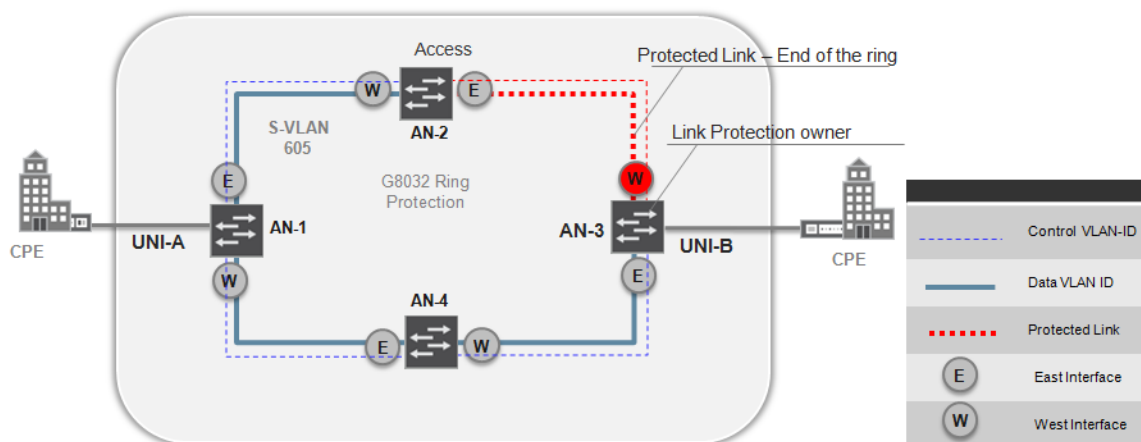 Access
Protected Link – End of the ring
W
E
AN-2
S-VLAN
605
Link Protection owner
G8032 Ring
Protection
E
W
AN-1
AN-3
UNI-A
UNI-B
CPE
CPE
W
E
AN-4
E
W
Control VLAN-ID
Data VLAN ID
Protected Link
E
East Interface
W
West Interface